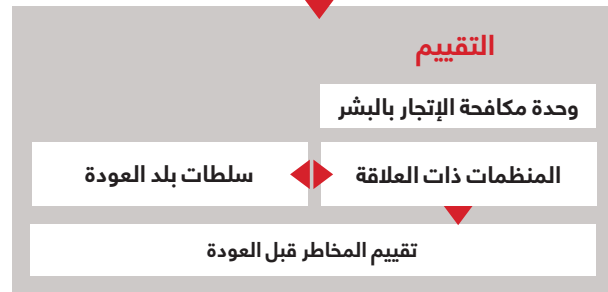 التقييم
وحدة مكافحة الإتجار بالبشر
المنظمات ذات العلاقة
سلطات بلد العودة
تقييم المخاطر قبل العودة